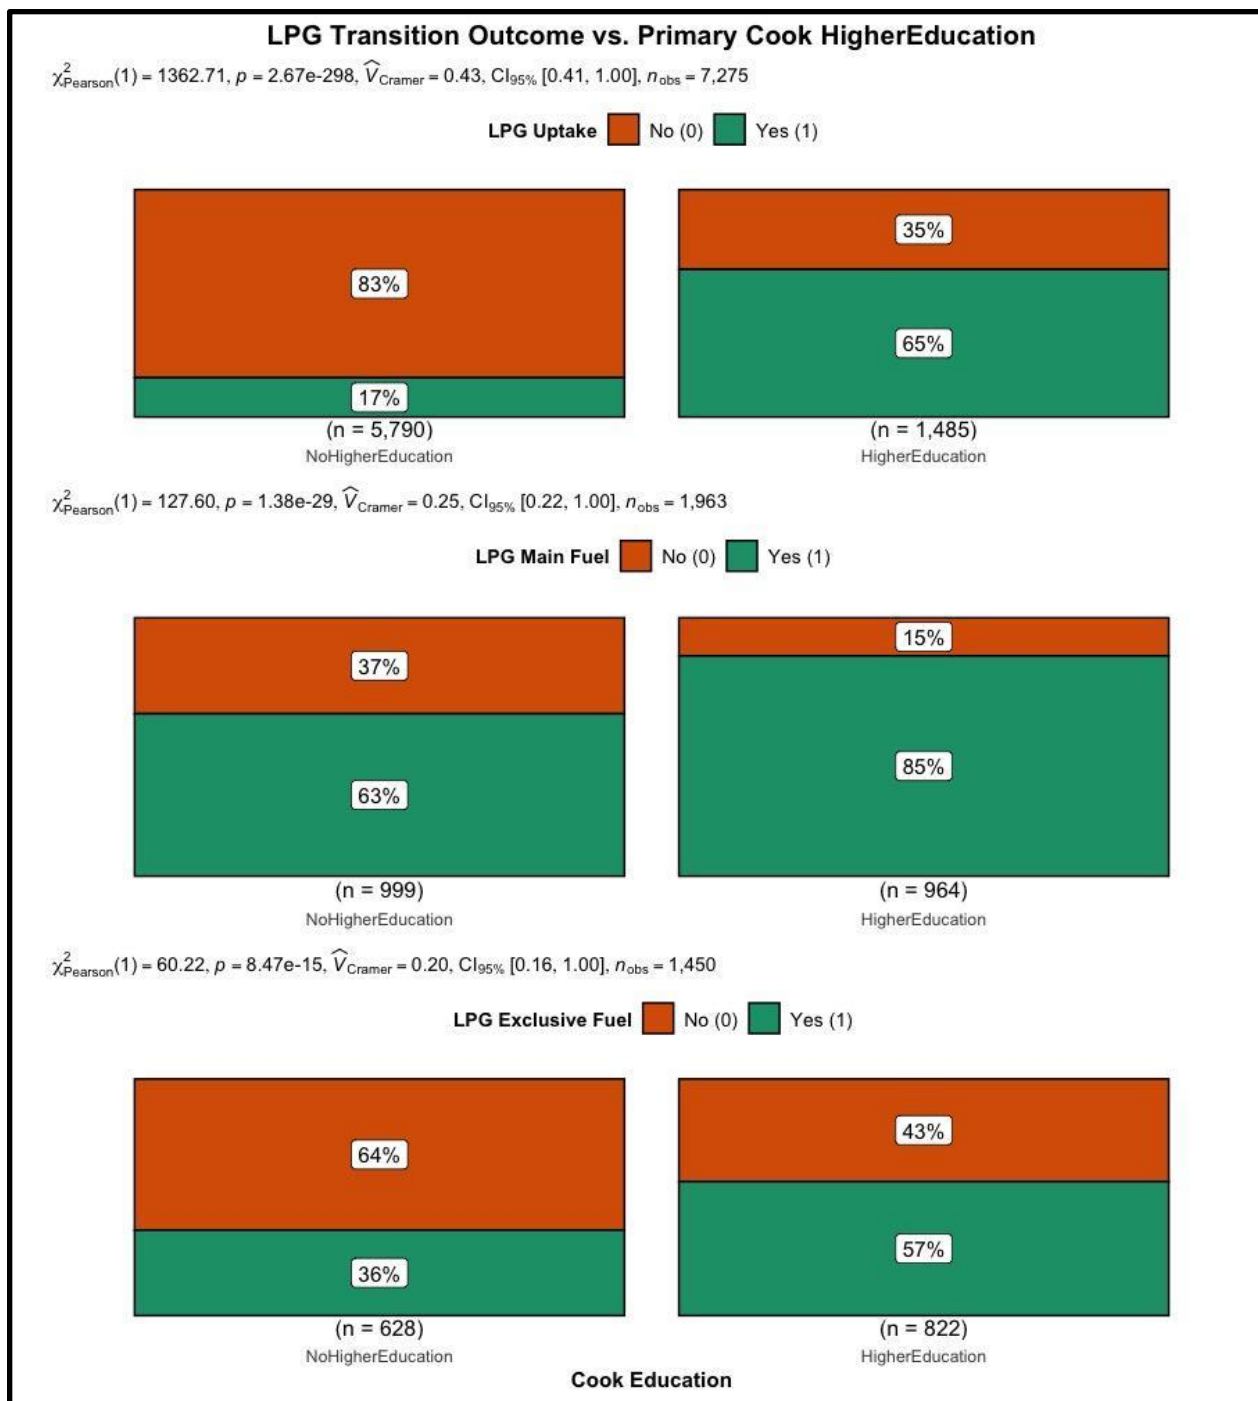 LPG Transition Outcome vs. Primary Cook HigherEducation
χ²Pearson(1) = 1362.71, p = 2.67e-298, V̂Cramer = 0.43, CI95% [0.41, 1.00], nobs = 7,275
LPG Uptake No (0) Yes (1)
35%
83%
65%
17%
(n = 5,790) (n = 1,485)
NoHigherEducation HigherEducation
χ²Pearson(1) = 127.60, p = 1.38e-29, V̂Cramer = 0.25, CI95% [0.22, 1.00], nobs = 1,963
LPG Main Fuel No (0) Yes (1)
15%
37%
85%
63%
(n = 999) (n = 964)
NoHigherEducation HigherEducation
χ²Pearson(1) = 60.22, p = 8.47e-15, V̂Cramer = 0.20, CI95% [0.16, 1.00], nobs = 1,450
LPG Exclusive Fuel No (0) Yes (1)
43%
64%
57%
36%
(n = 628) (n = 822)
NoHigherEducation HigherEducation
Cook Education